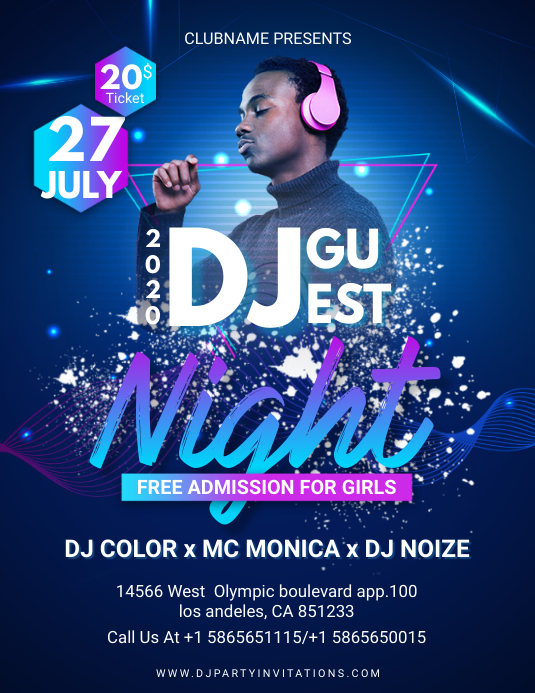 CLUBNAME PRESENTS
20$
Ticket
27
JULY
2020
DJ
GU
EST
Night
FREE ADMISSION FOR GIRLS
DJ COLOR x MC MONICA x DJ NOIZE
14566 West Olympic boulevard app.100
los andeles, CA 851233
Call Us At +1 5865651115/+1 5865650015
WWW.DJPARTYINVITATIONS.COM